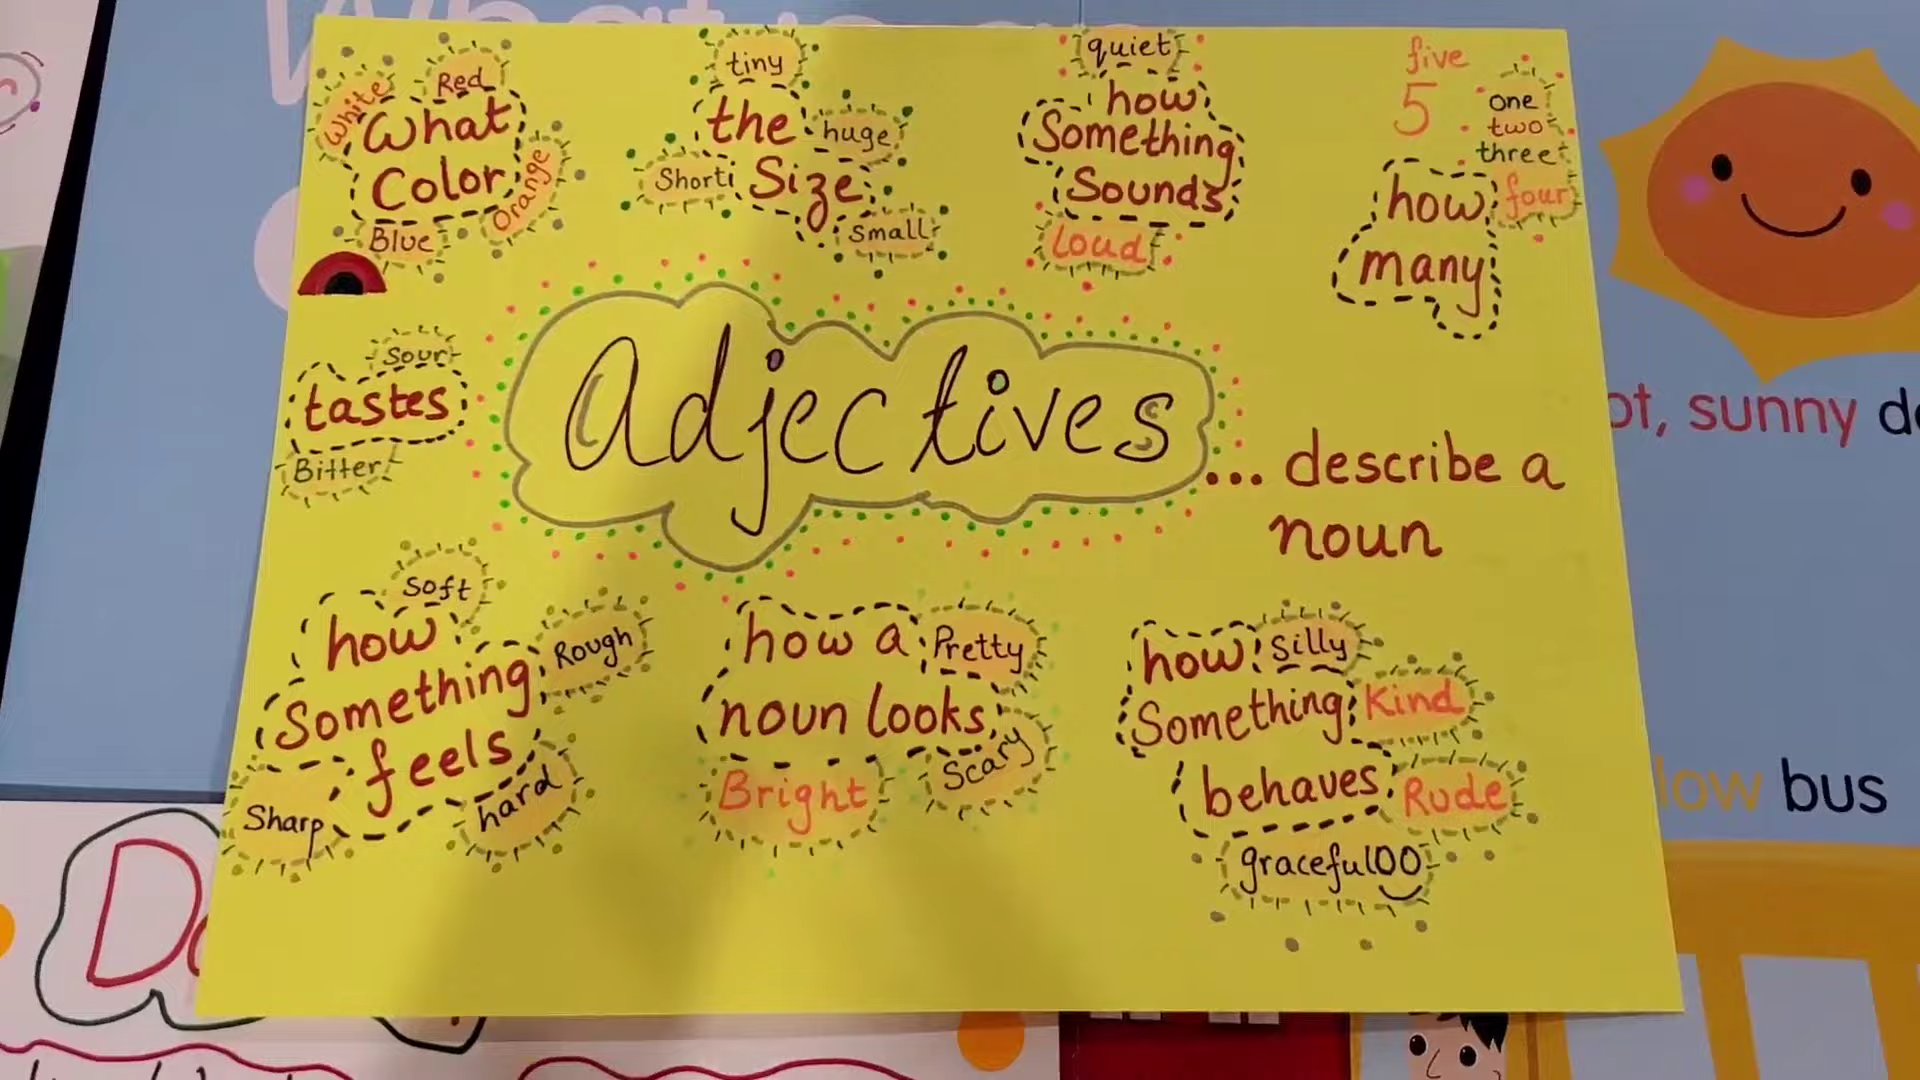 White
Red
What
Color
Orange
Blue
tiny
the
huge
Short
Size
Small
quiet
how
Something
Sounds
Loud
five
5
one
two
three
four
how
many
Sour
tastes
Bitter
Adjectives
... describe a
noun
Soft
how
Rough
Something
feels
Sharp
hard
how a
Pretty
noun looks
Bright
Scary
how
Silly
Something
Kind
behaves
Rude
graceful
sunny
bus